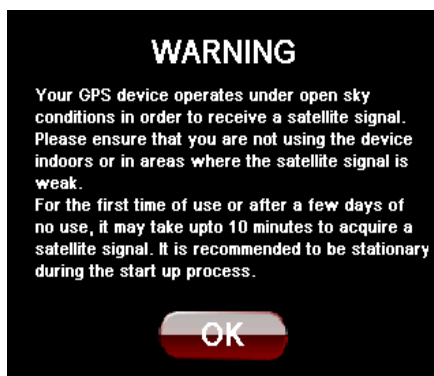 WARNING
Your GPS device operates under open sky
conditions in order to receive a satellite signal.
Please ensure that you are not using the device
indoors or in areas where the satellite signal is
weak.
For the first time of use or after a few days of
no use, it may take upto 10 minutes to acquire a
satellite signal. It is recommended to be stationary
during the start up process.
OK